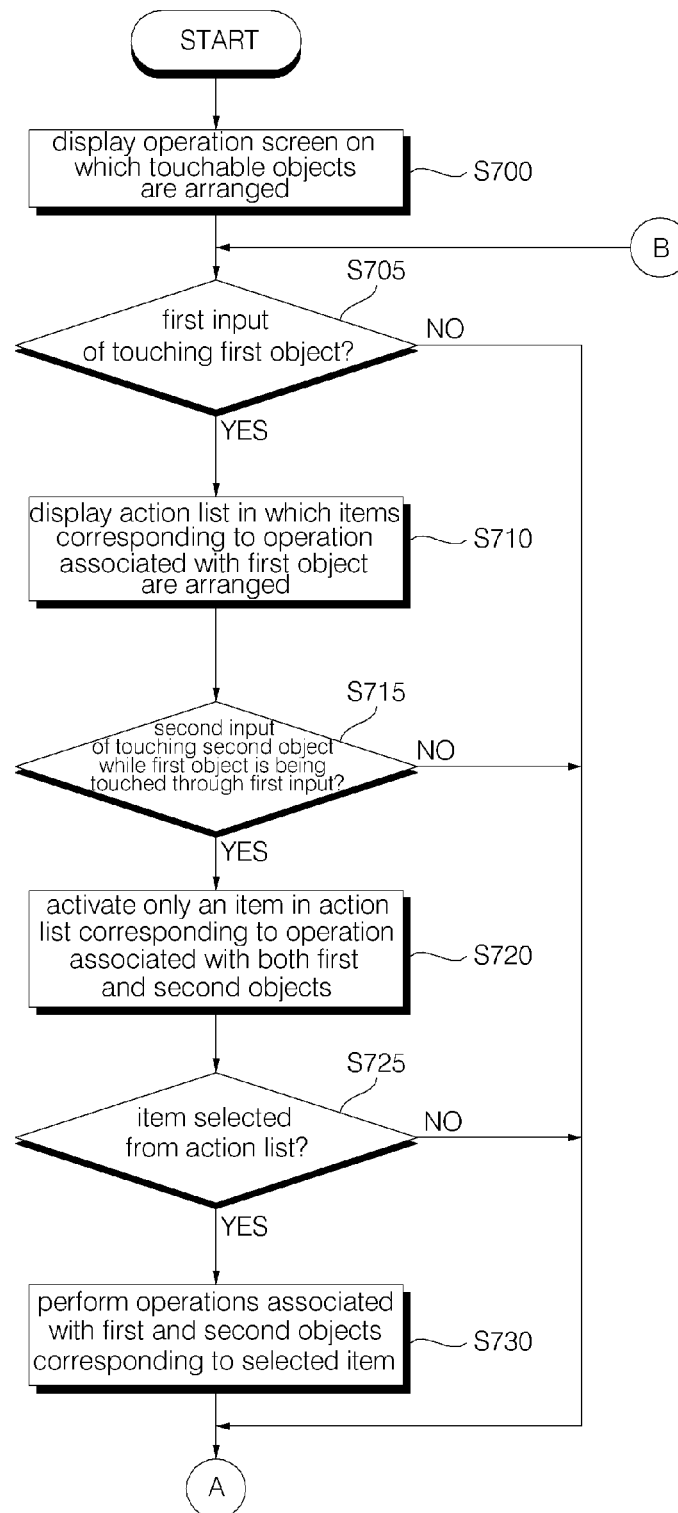 START
display operation screen on
which touchable objects
are arranged
S700
B
S705
first input
of touching first object?
NO
YES
display action list in which items
corresponding to operation
associated with first object
are arranged
S710
S715
second input
of touching second object
while first object is being
touched through first input?
NO
YES
activate only an item in action
list corresponding to operation
associated with both first
and second objects
S720
S725
item selected
from action list?
NO
YES
perform operations associated
with first and second objects
corresponding to selected item
S730
A